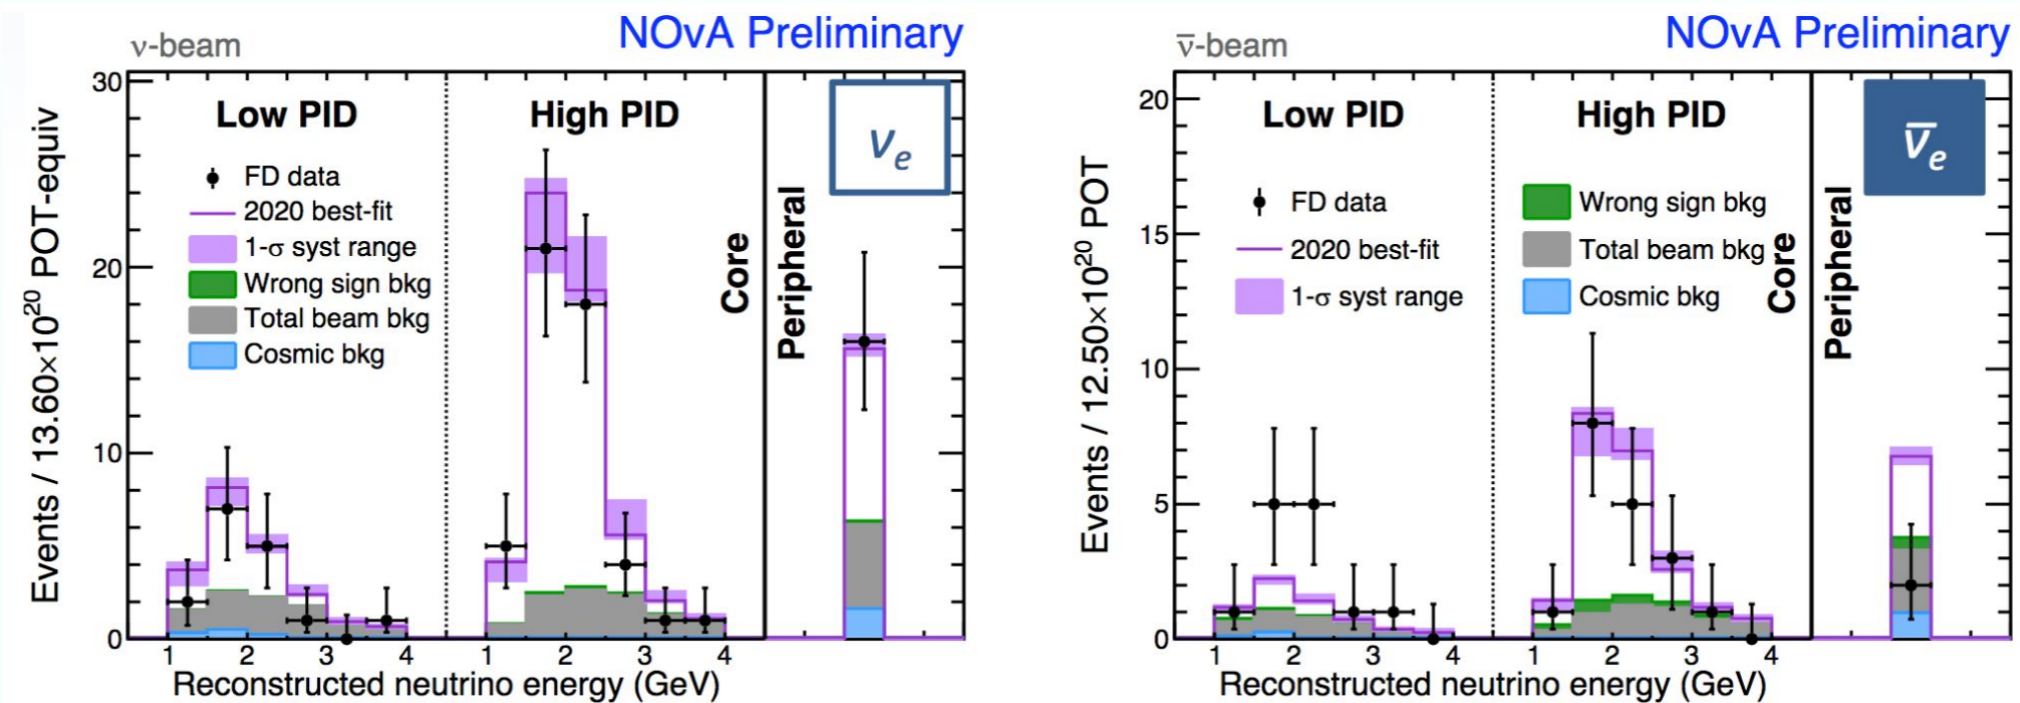 ν-beam
NOvA Preliminary
Events / 13.60×10²⁰ POT-equiv
30
20
10
0
Low PID
High PID
νₑ
FD data
2020 best-fit
1-σ syst range
Wrong sign bkg
Total beam bkg
Cosmic bkg
Core
Peripheral
1 2 3 4 1 2 3 4
Reconstructed neutrino energy (GeV)
ν̅-beam
NOvA Preliminary
Events / 12.50×10²⁰ POT
20
15
10
5
0
Low PID
High PID
ν̅ₑ
FD data
2020 best-fit
1-σ syst range
Wrong sign bkg
Total beam bkg
Cosmic bkg
Core
Peripheral
1 2 3 4 1 2 3 4
Reconstructed neutrino energy (GeV)